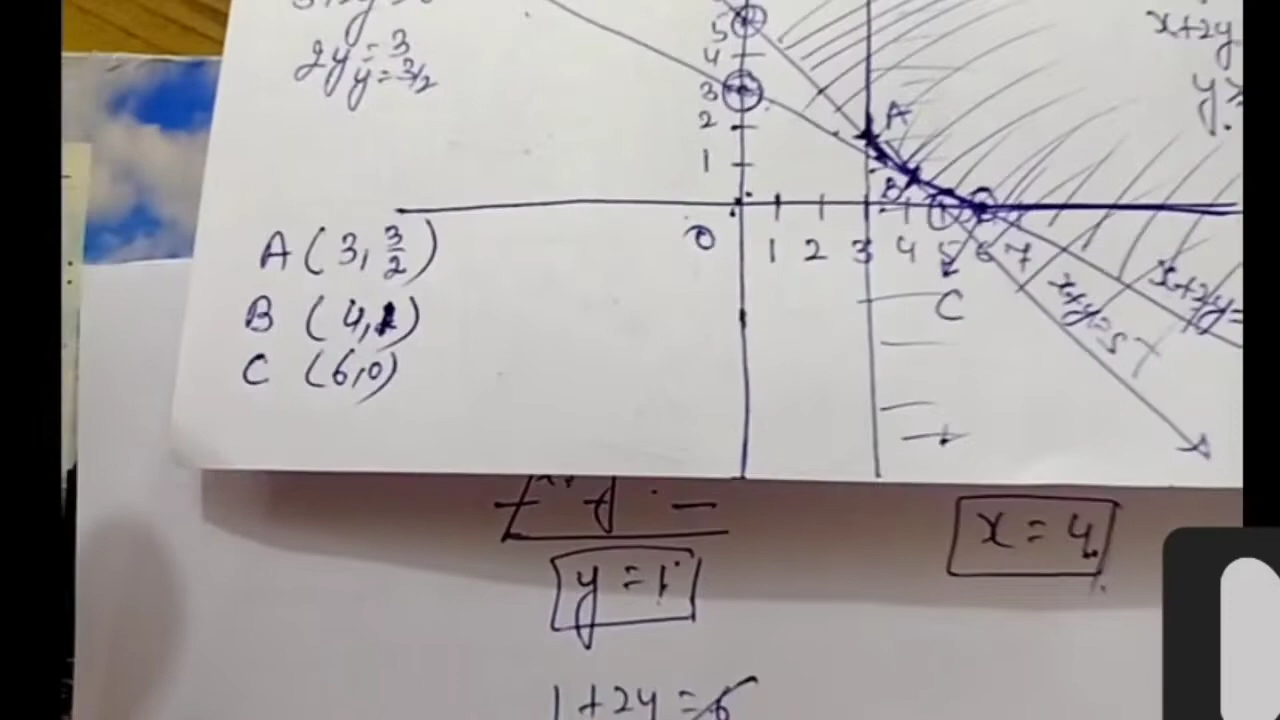 2y = 3
y = 3/2
x+2y
y≥
5
4
3
2
1
A
B
0 1 2 3 4 5 6 7
C
x+y=5
x+2y=
A (3, 3/2)
B (4,1)
C (6,0)
x = 4
y = 1
1+2y=6